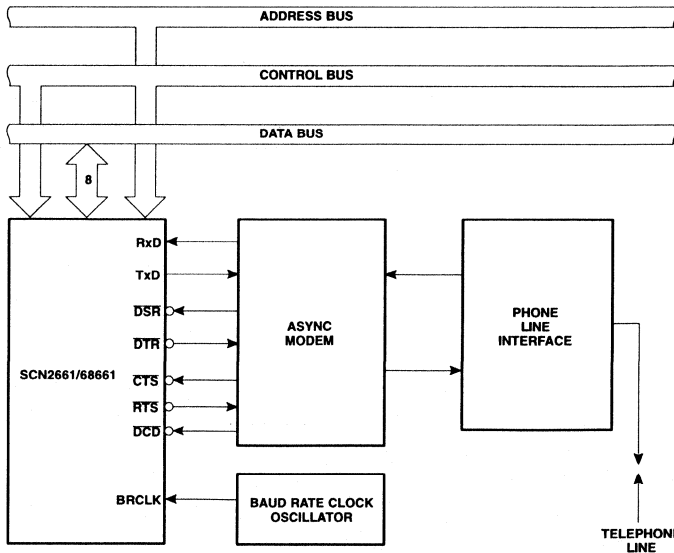 ADDRESS BUS
CONTROL BUS
DATA BUS
8
RxD
TxD
DSR
DTR
SCN2661/68661
CTS
RTS
DCD
BRCLK
ASYNC
MODEM
PHONE
LINE
INTERFACE
BAUD RATE CLOCK
OSCILLATOR
TELEPHONE
LINE